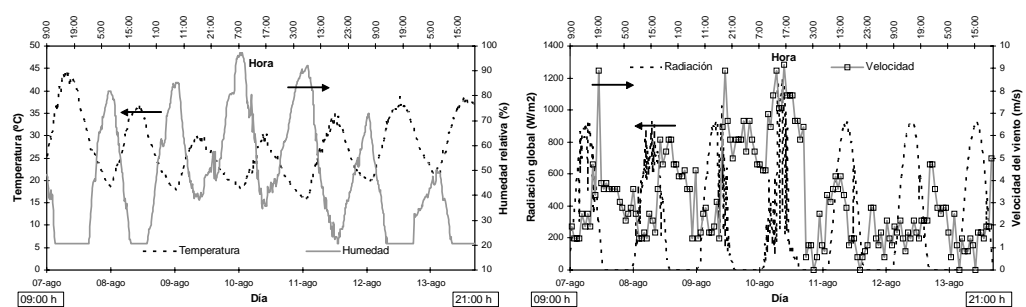 9:00 19:00 5:00 15:00 1:00 11:00 21:00 7:00 17:00 3:00 13:00 23:00 9:00 19:00 5:00 15:00
Hora
Temperatura (ºC)
50
45
40
35
30
25
20
15
10
5
0
Humedad relativa (%)
100
90
80
70
60
50
40
30
20
10
Temperatura
Humedad
07-ago 08-ago 09-ago 10-ago 11-ago 12-ago 13-ago
09:00 h
Día
21:00 h
9:00 19:00 5:00 15:00 1:00 11:00 21:00 7:00 17:00 3:00 13:00 23:00 9:00 19:00 5:00 15:00
Hora
Radiación
Velocidad
Radiación global (W/m2)
1400
1200
1000
800
600
400
200
0
Velocidad del viento (m/s)
10
9
8
7
6
5
4
3
2
1
0
07-ago 08-ago 09-ago 10-ago 11-ago 12-ago 13-ago
09:00 h
Día
21:00 h